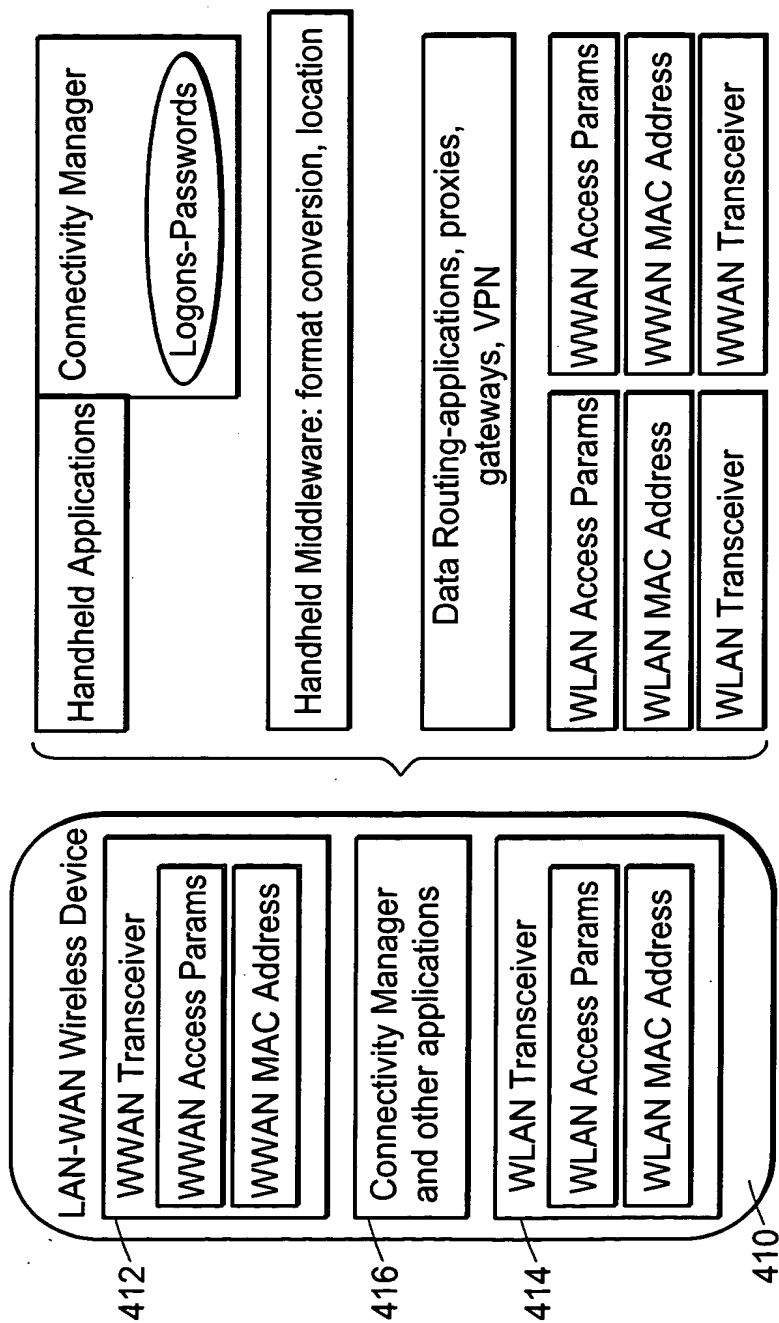 LAN-WAN Wireless Device
WWAN Transceiver
WWAN Access Params
WWAN MAC Address
Connectivity Manager
and other applications
WLAN Transceiver
WLAN Access Params
WLAN MAC Address
412
416
414
410
Handheld Applications
Connectivity Manager
Logons-Passwords
Handheld Middleware: format conversion, location
Data Routing-applications, proxies,
gateways, VPN
WLAN Access Params
WLAN MAC Address
WLAN Transceiver
WWAN Access Params
WWAN MAC Address
WWAN Transceiver